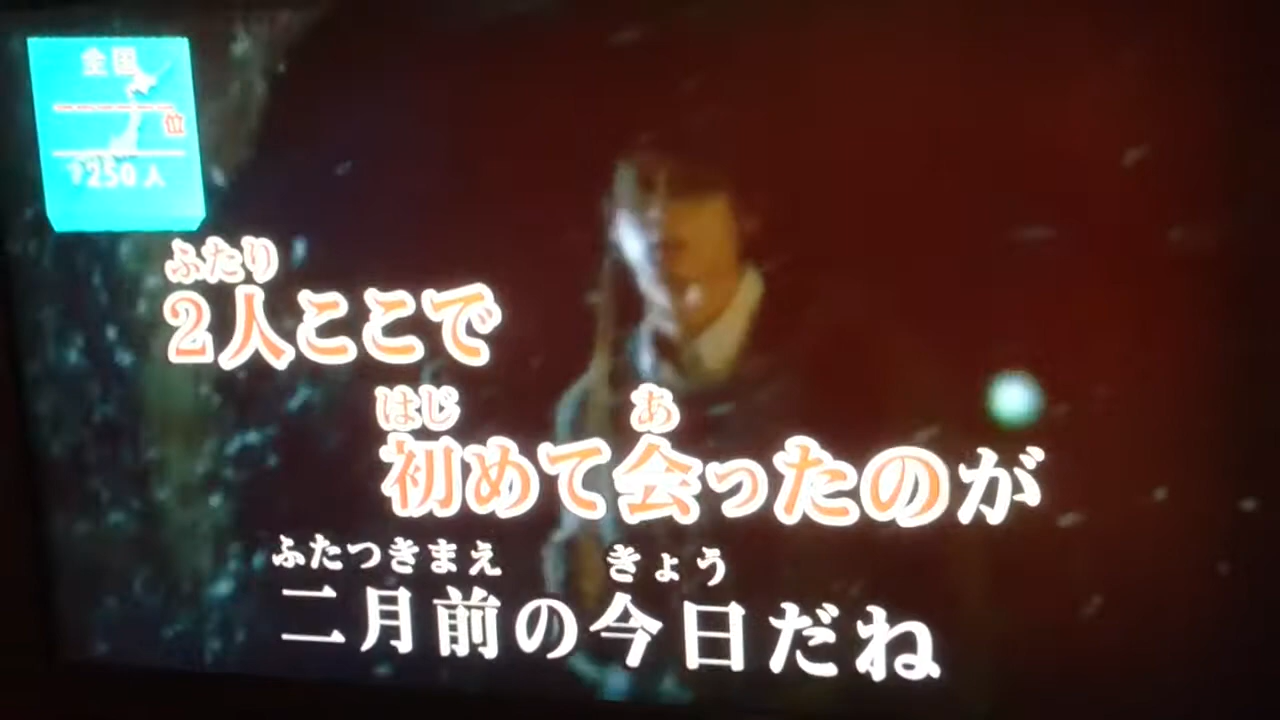 全国
位
250人
ふたり
2人ここで
はじ あ
初めて会ったのが
ふたつきまえ きょう
二月前の今日だね